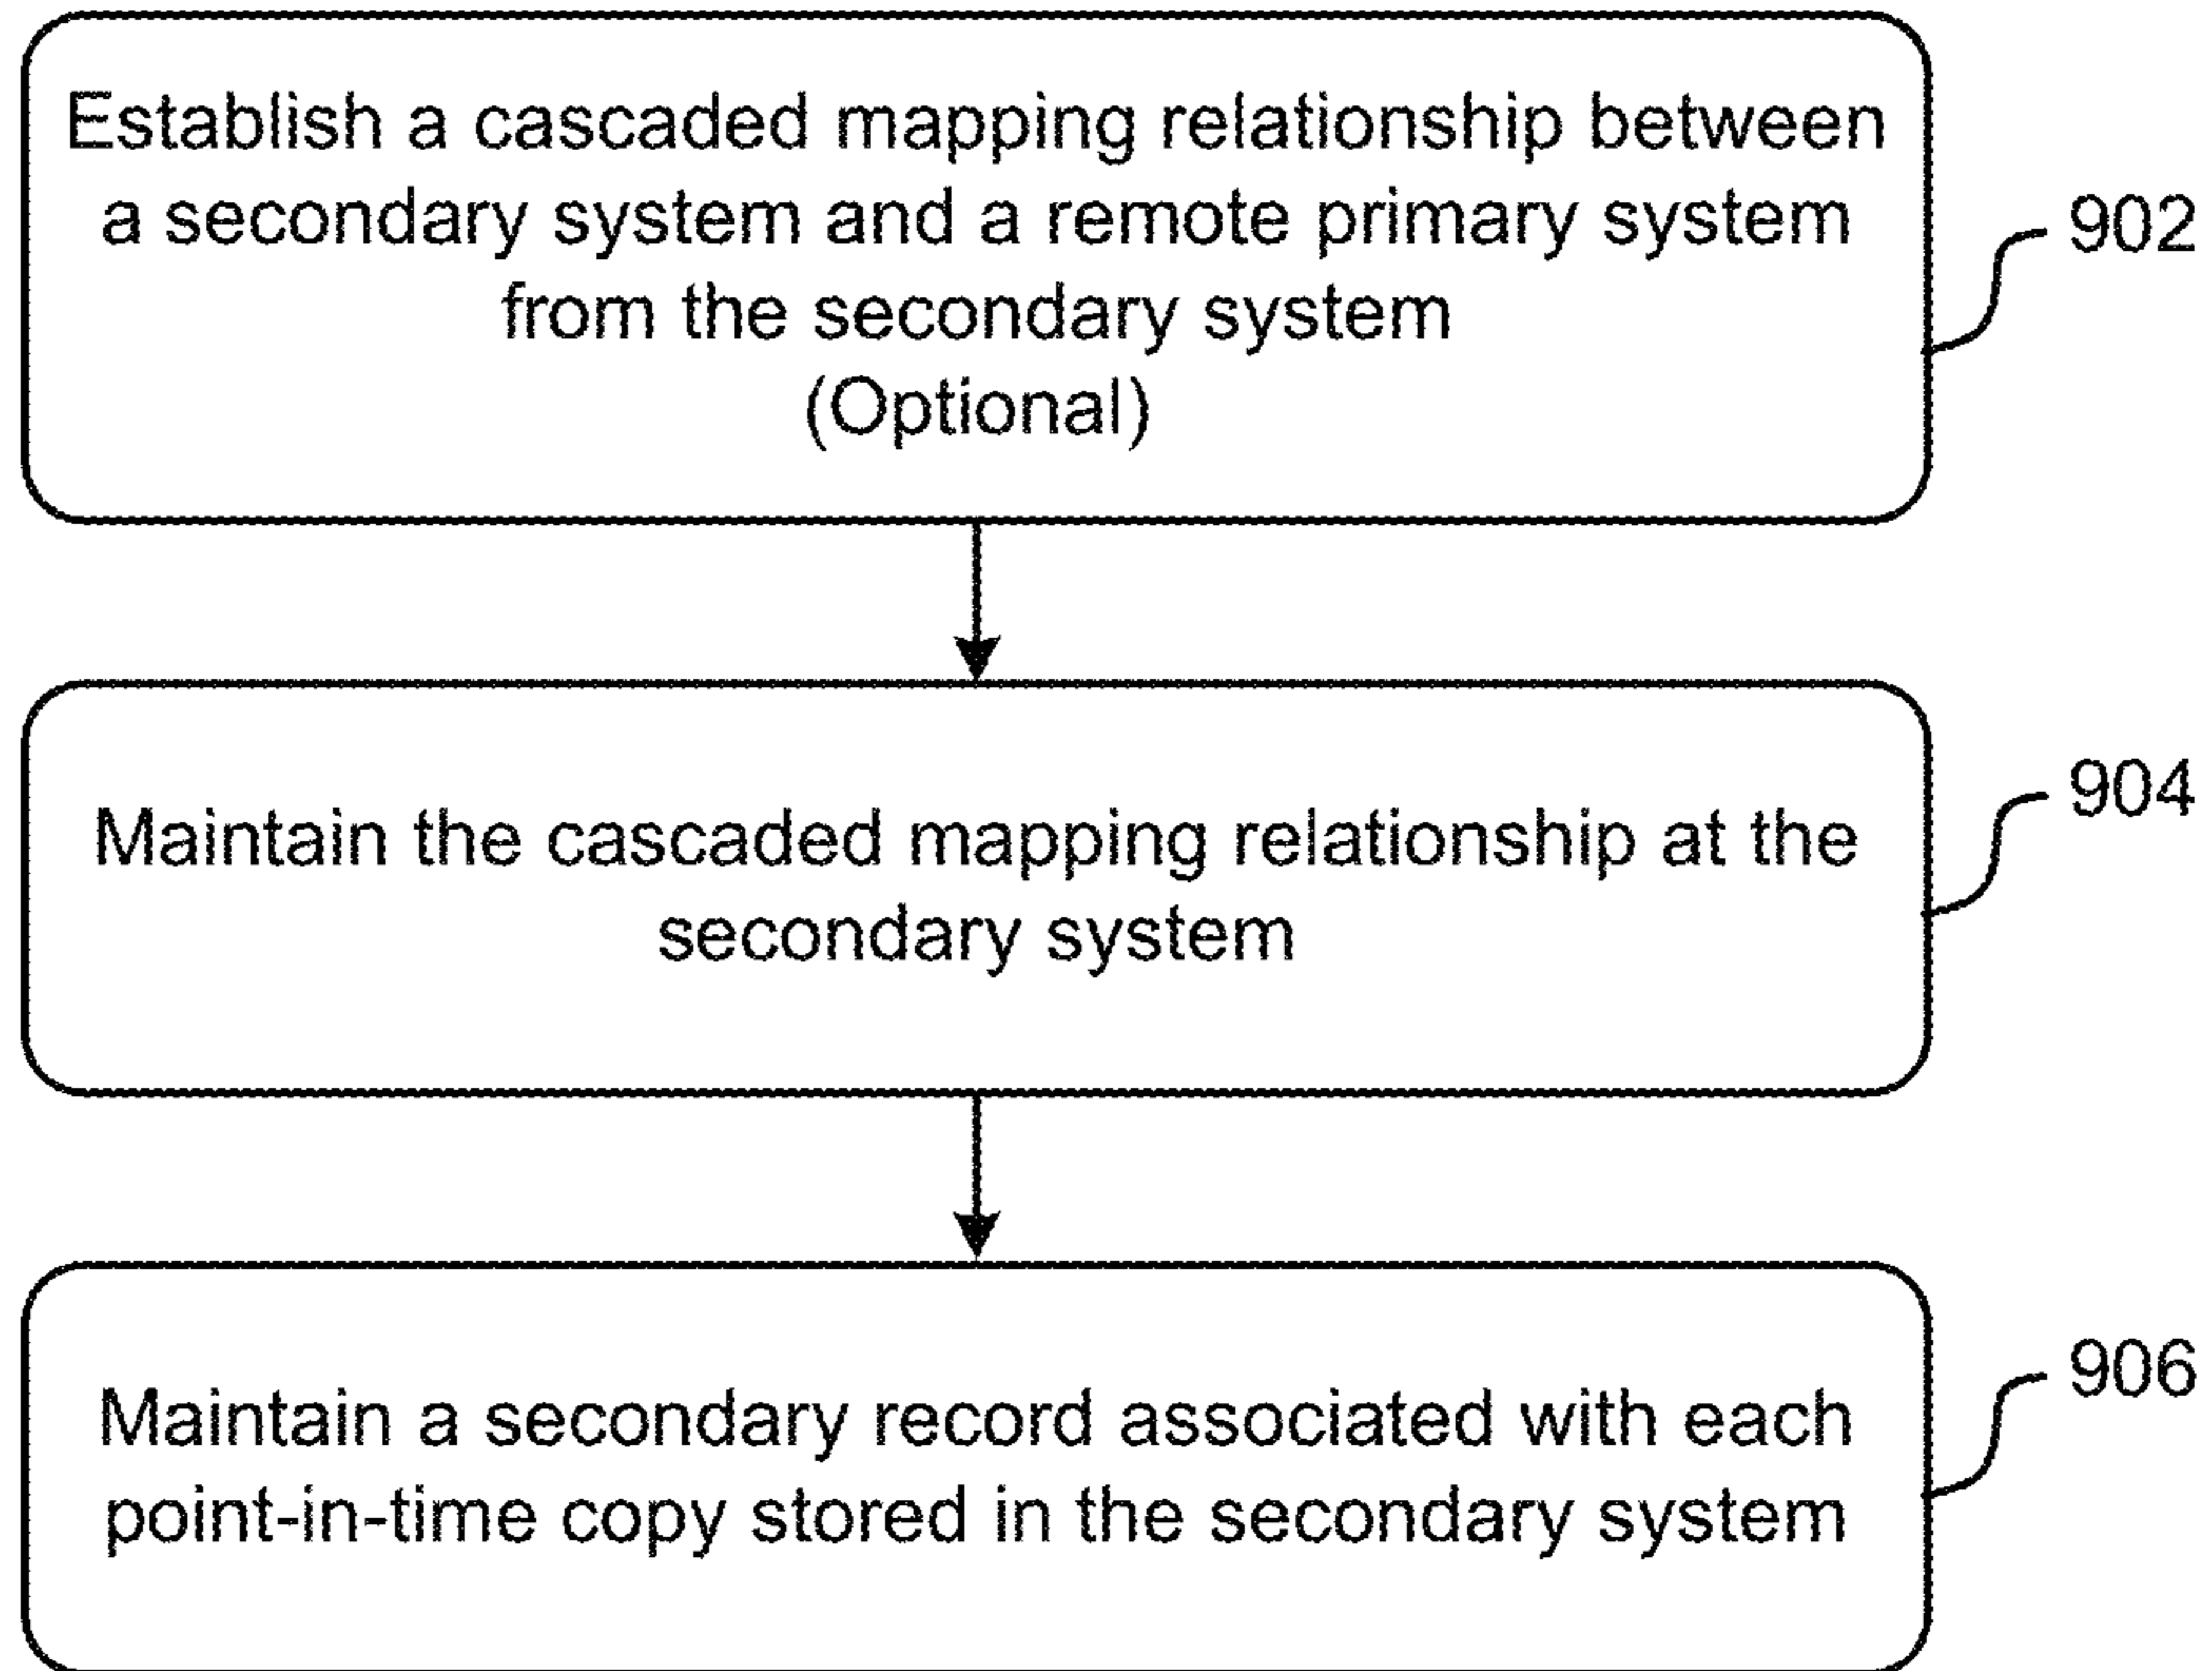 Establish a cascaded mapping relationship between
a secondary system and a remote primary system
from the secondary system
(Optional)
902
Maintain the cascaded mapping relationship at the
secondary system
904
Maintain a secondary record associated with each
point-in-time copy stored in the secondary system
906